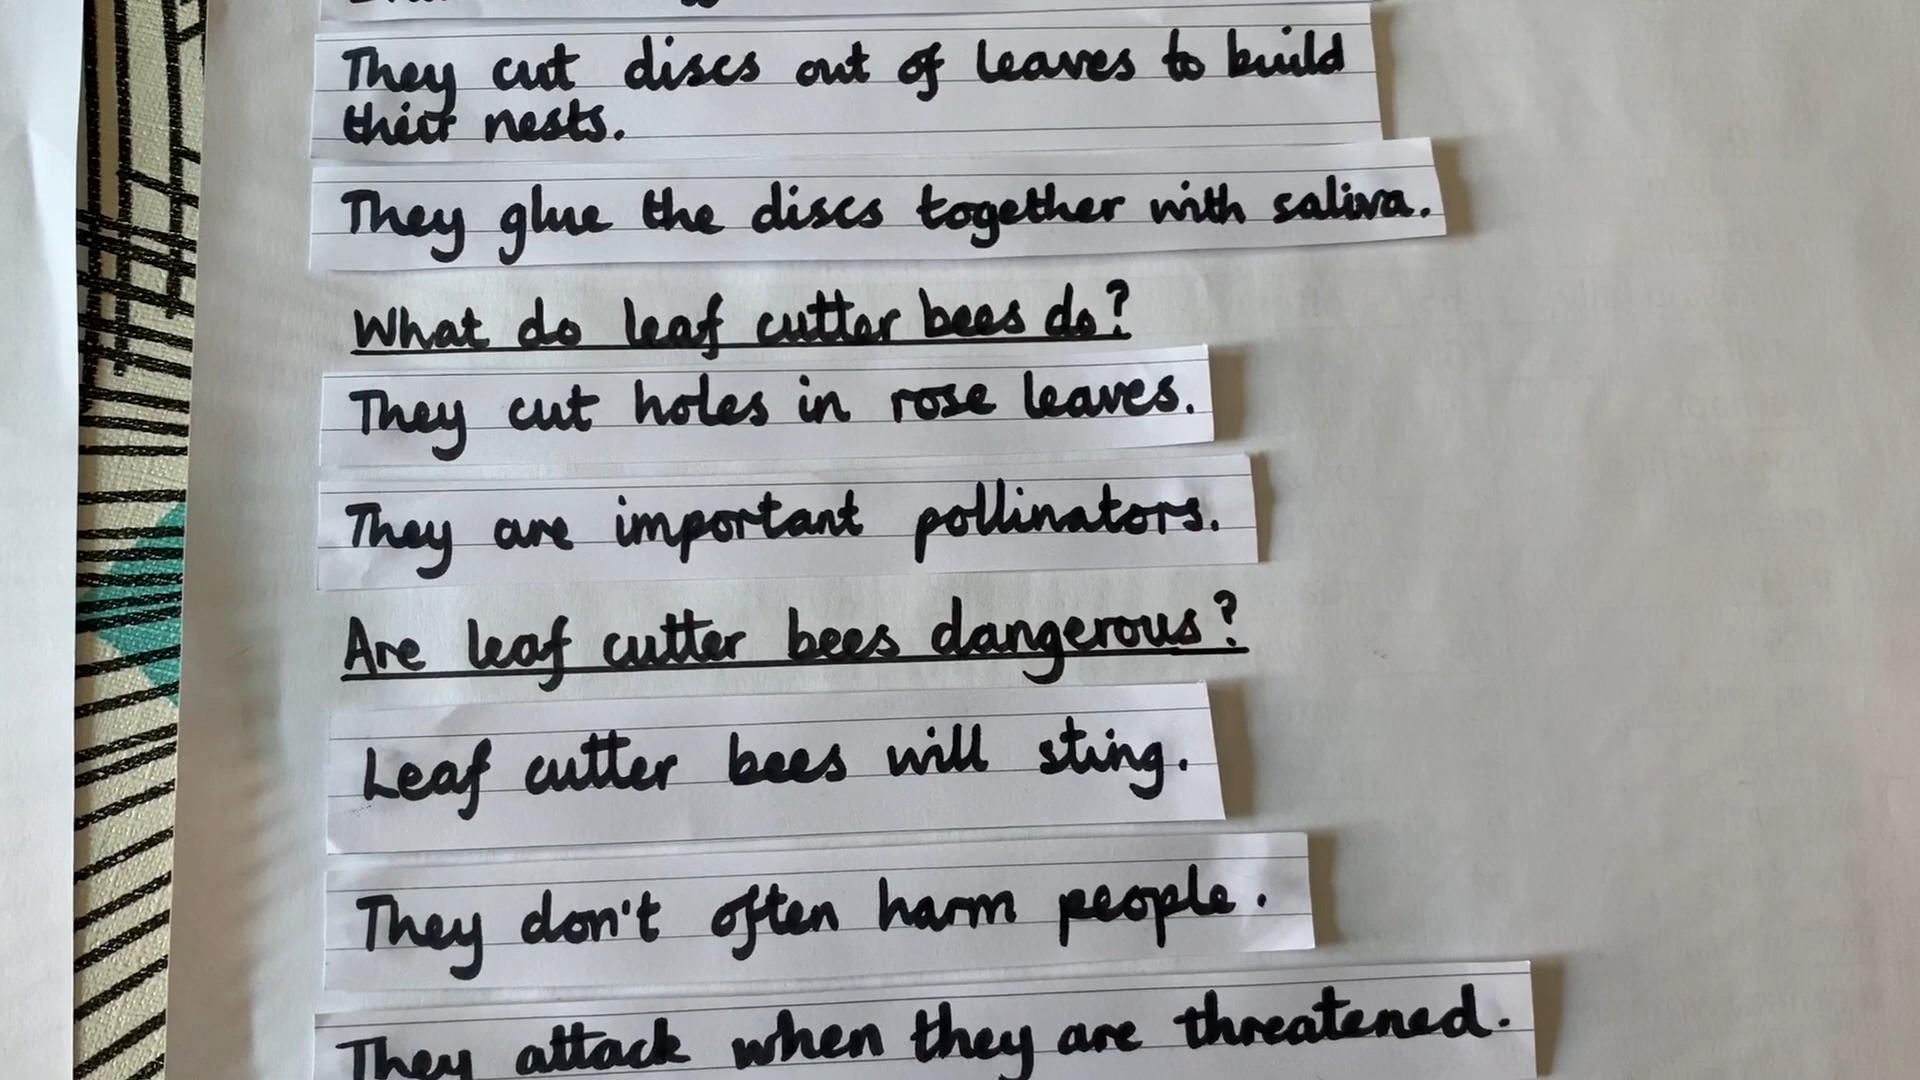 They cut discs out of leaves to build
their nests.
They glue the discs together with saliva.
What do leaf cutter bees do?
They cut holes in rose leaves.
They are important pollinators.
Are leaf cutter bees dangerous?
Leaf cutter bees will sting.
They don't often harm people.
They attack when they are threatened.